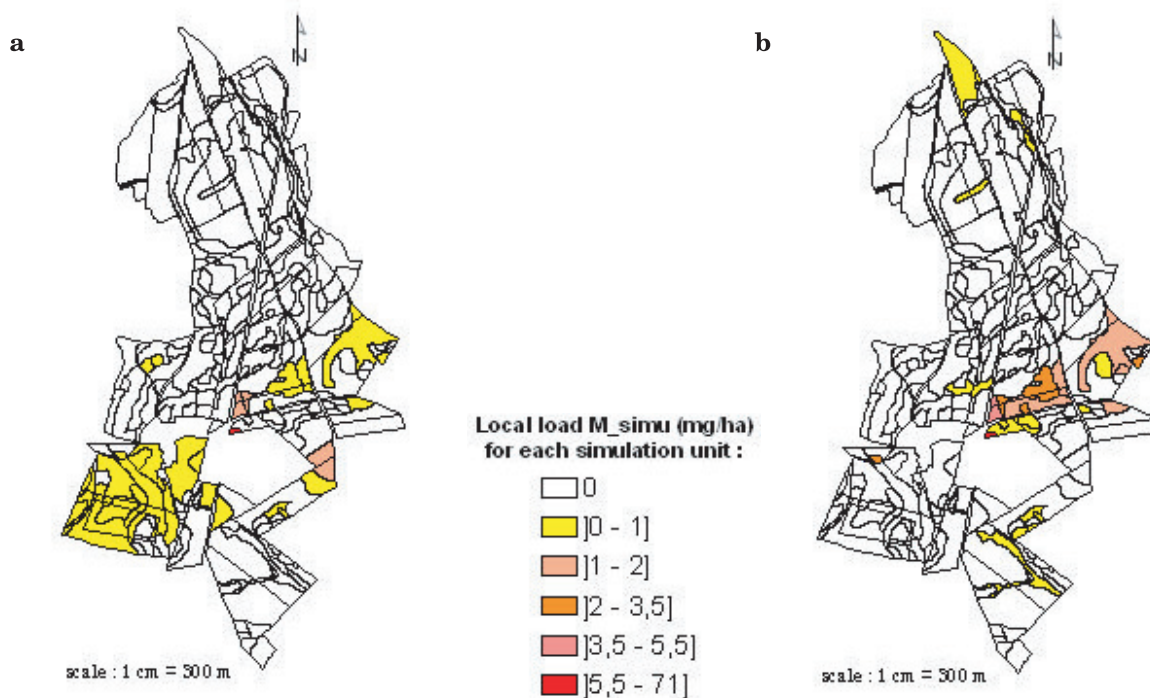 a
b
N
N
Local load M_simu (mg/ha)
for each simulation unit :
0
]0 - 1]
]1 - 2]
]2 - 3,5]
]3,5 - 5,5]
]5,5 - 71]
scale : 1 cm = 300 m
scale : 1 cm = 300 m